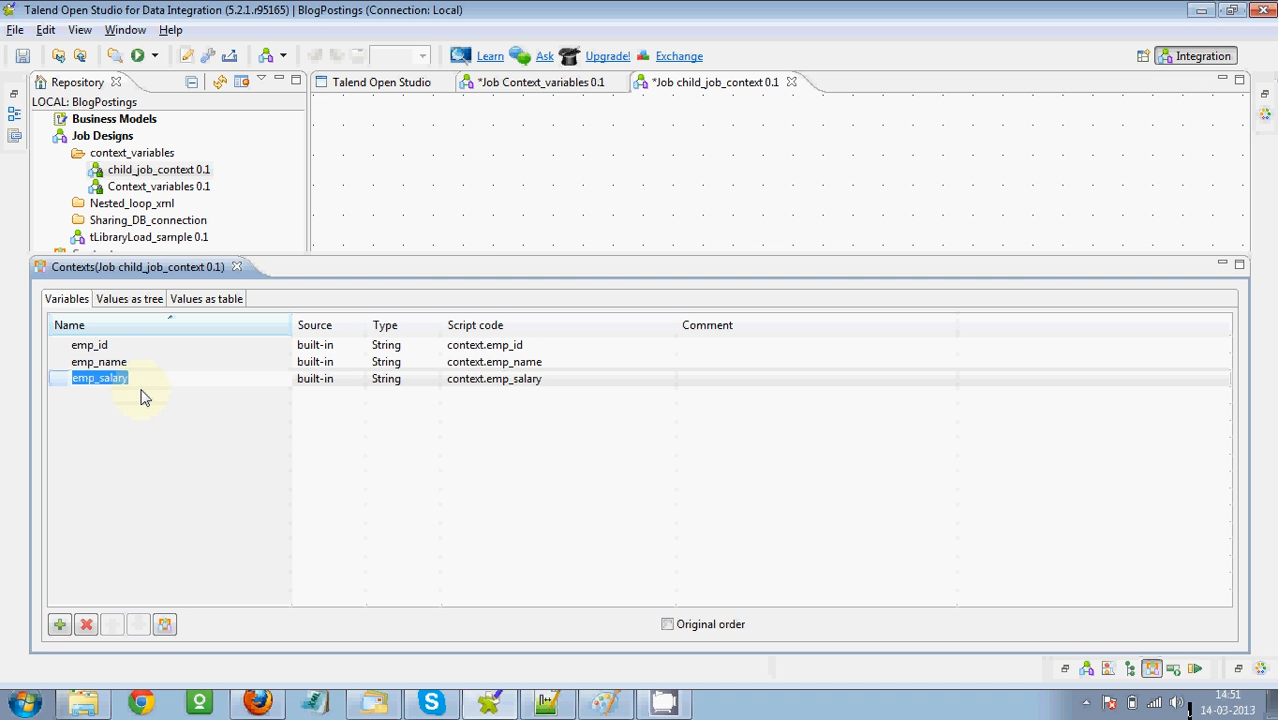 Talend Open Studio for Data Integration (5.2.1.r95165) | BlogPostings (Connection: Local)
File Edit View Window Help
Learn Ask Upgrade! Exchange Integration
Repository Talend Open Studio *Job Context_variables 0.1 *Job child_job_context 0.1
LOCAL: BlogPostings
Business Models
Job Designs
context_variables
child_job_context 0.1
Context_variables 0.1
Nested_loop_xml
Sharing_DB_connection
tLibraryLoad_sample 0.1
Contexts(Job child_job_context 0.1)
Variables Values as tree Values as table
Name Source Type Script code Comment
emp_id built-in String context.emp_id
emp_name built-in String context.emp_name
emp_salary built-in String context.emp_salary
Original order
14:51
14-03-2013